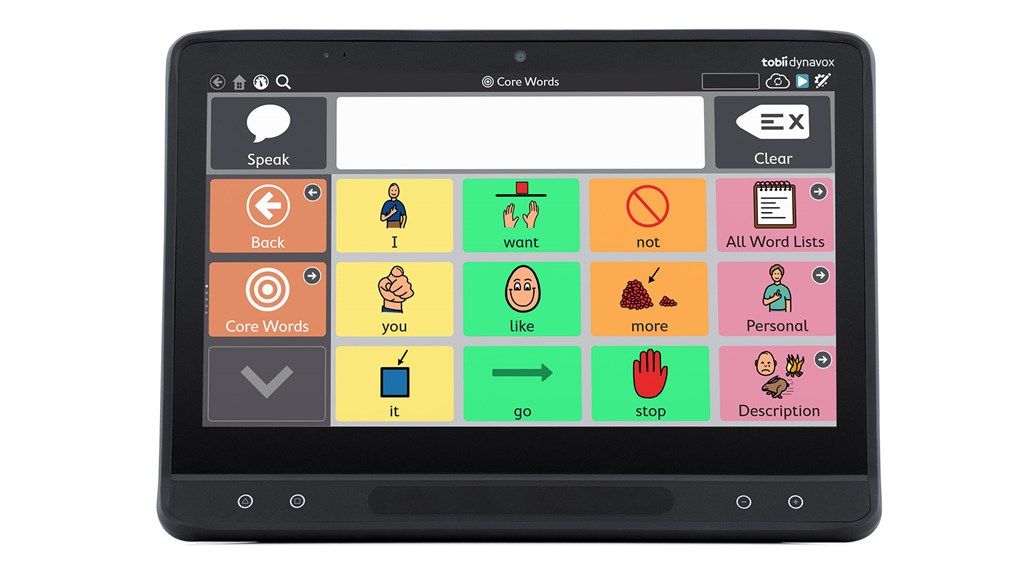 tobii dynavox
Core Words
Speak
Clear
Back
I
want
not
All Word Lists
Core Words
you
like
more
Personal
it
go
stop
Description